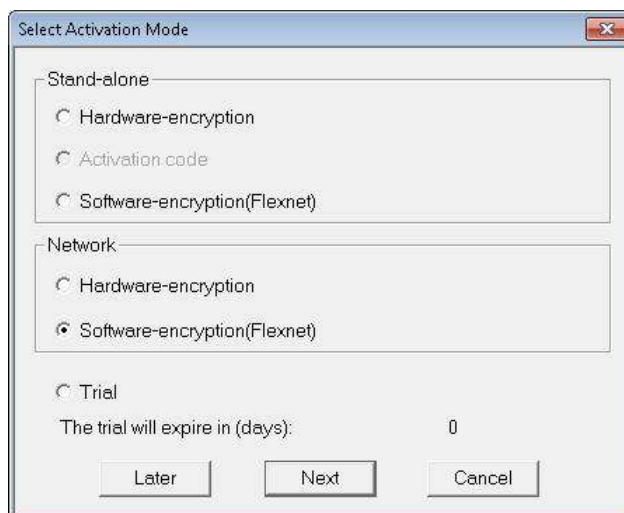 Select Activation Mode
Stand-alone
Hardware-encryption
Activation code
Software-encryption(Flexnet)
Network
Hardware-encryption
Software-encryption(Flexnet)
Trial
The trial will expire in (days): 0
Later Next Cancel